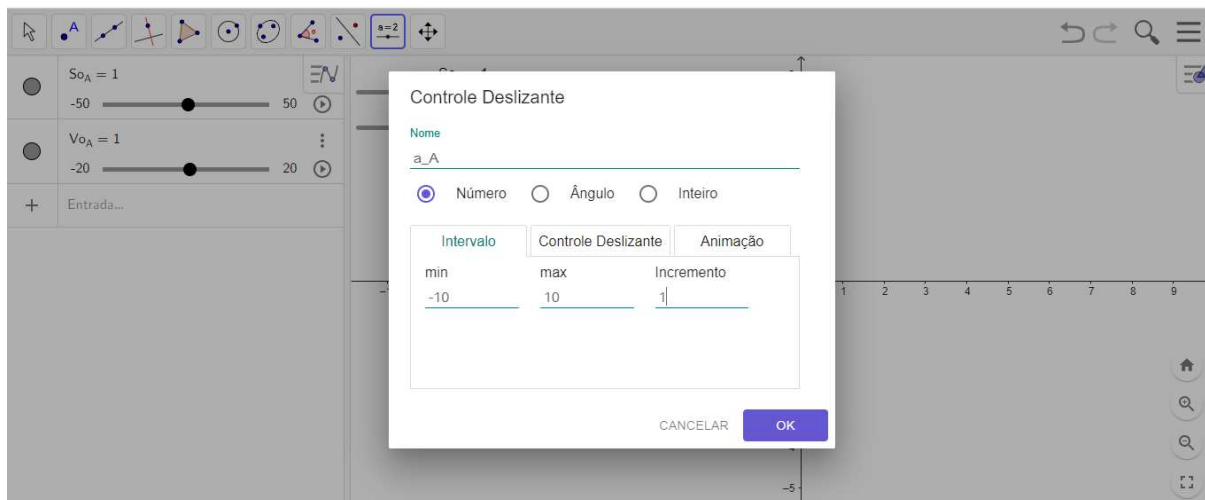 A
a=2
So_A = 1
-50 50
Vo_A = 1
-20 20
Entrada...
Controle Deslizante
Nome
a_A
Número Ângulo Inteiro
Intervalo Controle Deslizante Animação
min max Incremento
-10 10 1
1 2 3 4 5 6 7 8 9
CANCELAR OK
-5